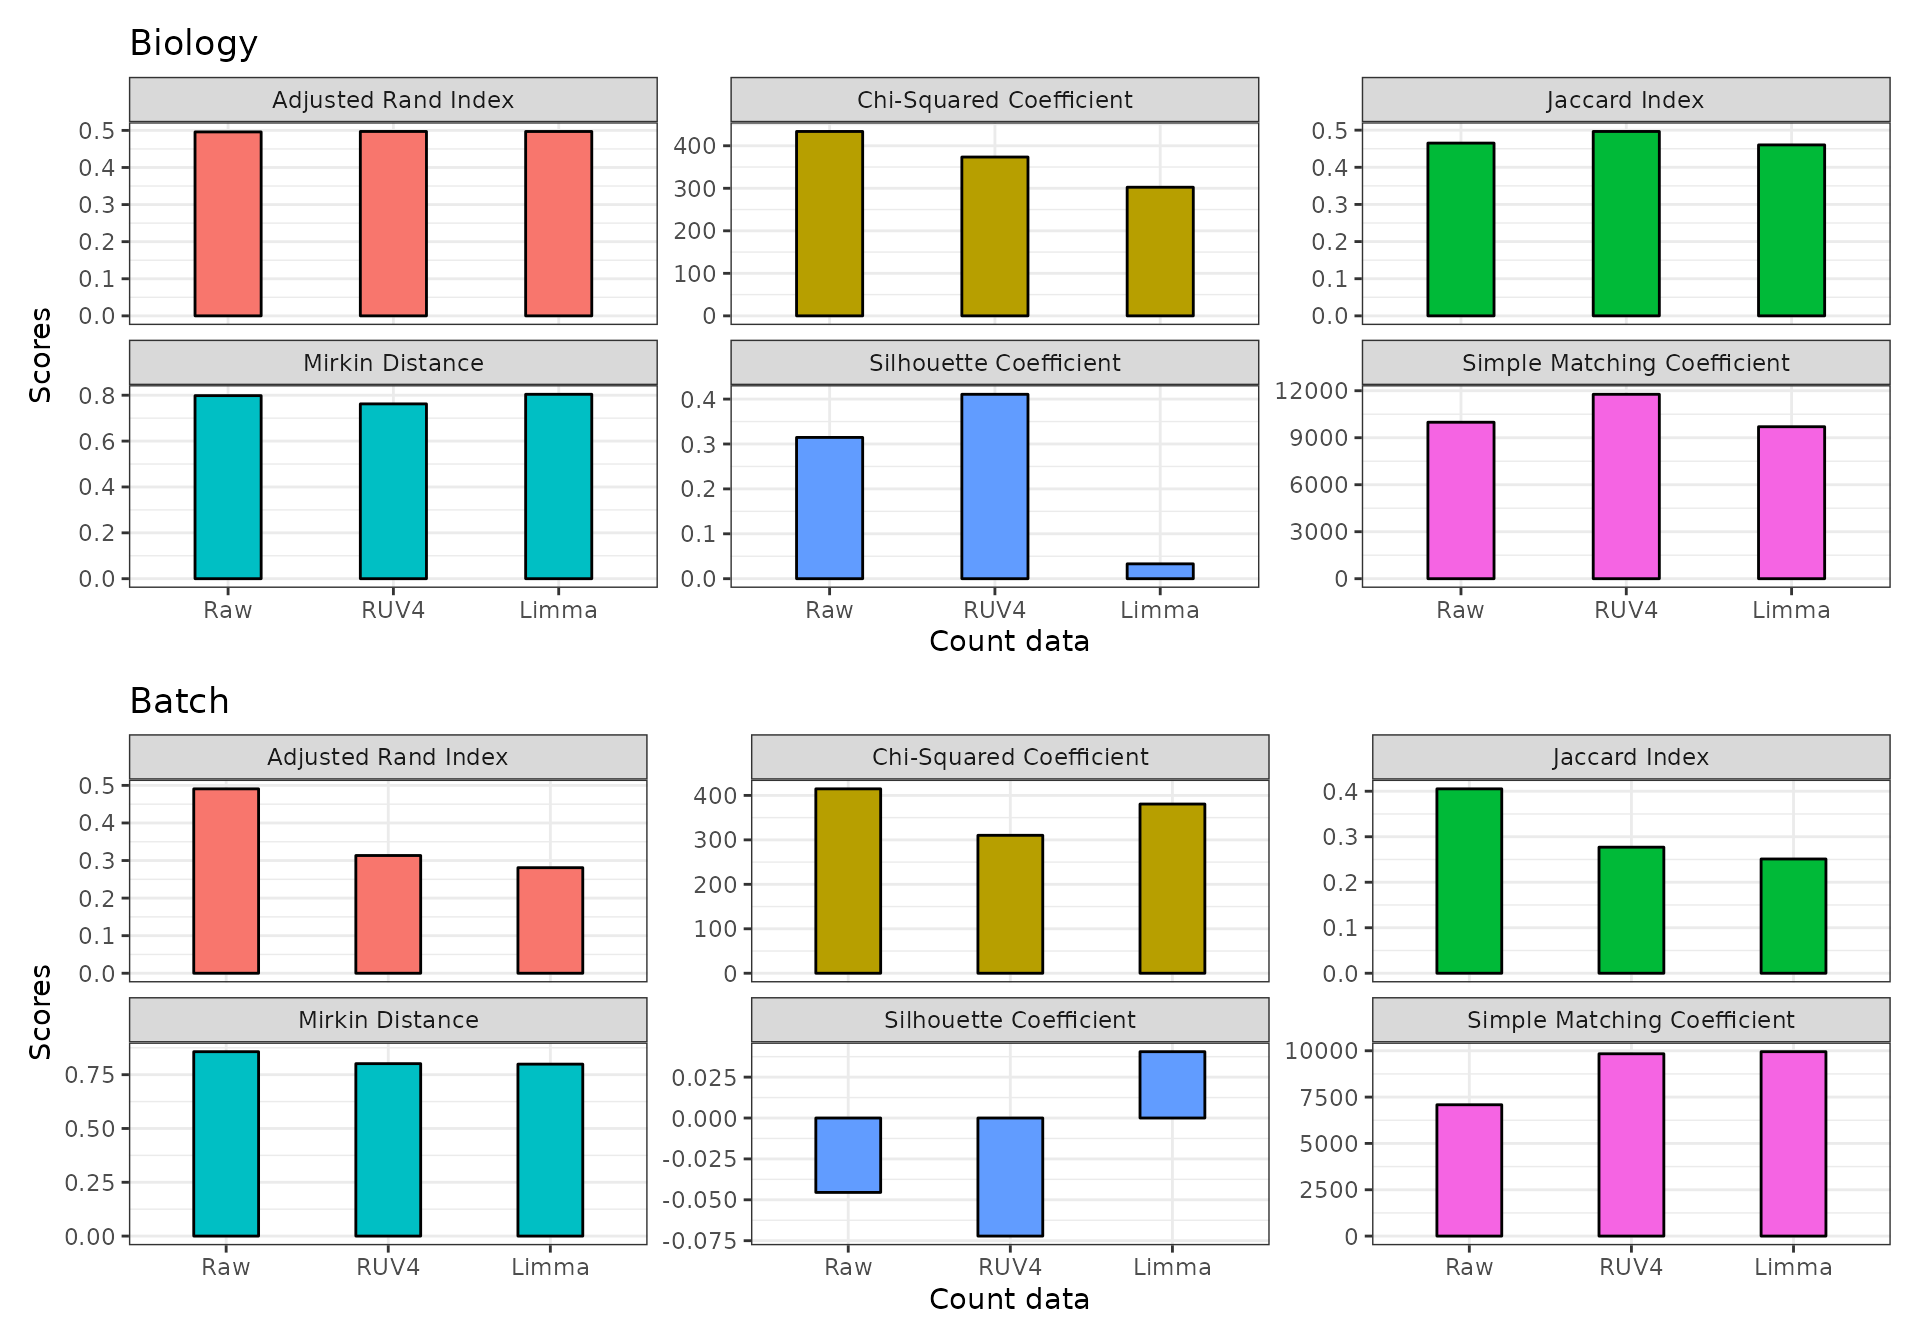 Biology
Adjusted Rand Index
Chi-Squared Coefficient
Jaccard Index
0.5
0.4
0.3
0.2
0.1
0.0
400
300
200
100
0
0.5
0.4
0.3
0.2
0.1
0.0
Scores
Mirkin Distance
Silhouette Coefficient
Simple Matching Coefficient
0.8
0.6
0.4
0.2
0.0
0.4
0.3
0.2
0.1
0.0
12000
9000
6000
3000
0
Raw RUV4 Limma
Raw RUV4 Limma
Raw RUV4 Limma
Count data
Batch
Adjusted Rand Index
Chi-Squared Coefficient
Jaccard Index
0.5
0.4
0.3
0.2
0.1
0.0
400
300
200
100
0
0.4
0.3
0.2
0.1
0.0
Scores
Mirkin Distance
Silhouette Coefficient
Simple Matching Coefficient
0.75
0.50
0.25
0.00
0.025
0.000
-0.025
-0.050
-0.075
10000
7500
5000
2500
0
Raw RUV4 Limma
Raw RUV4 Limma
Raw RUV4 Limma
Count data